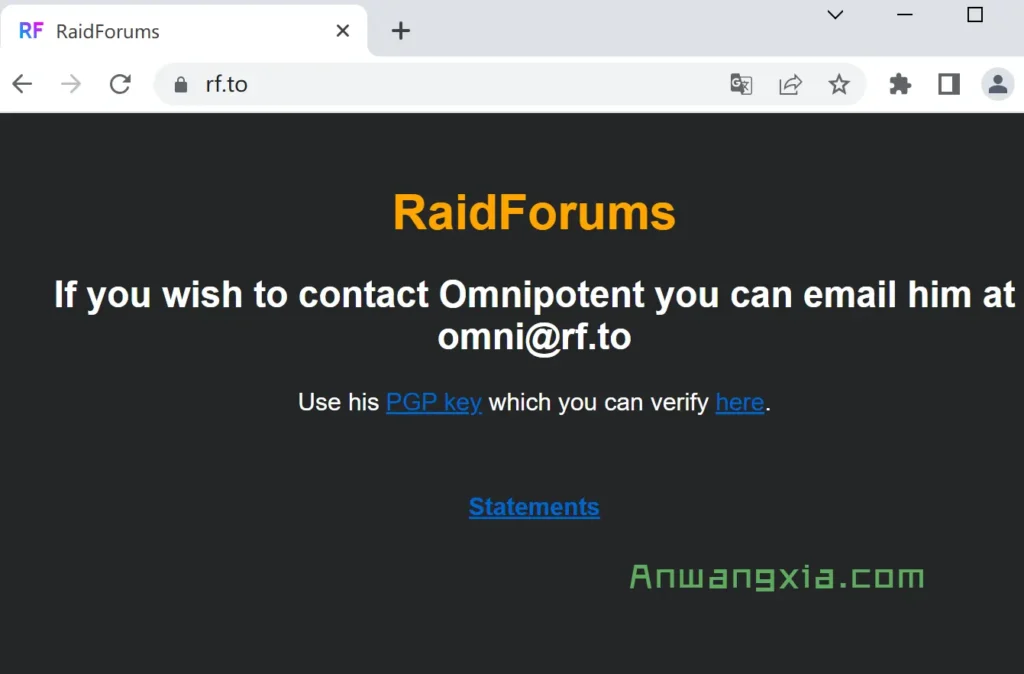 RF RaidForums
rf.to
RaidForums
If you wish to contact Omnipotent you can email him at
omni@rf.to
Use his PGP key which you can verify here.
Statements
Anwangxia.com